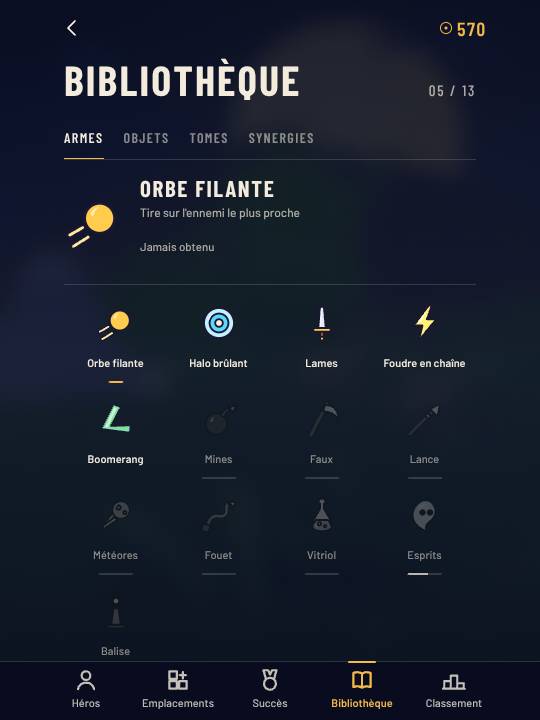 570
BIBLIOTHÈQUE
05 / 13
ARMES OBJETS TOMES SYNERGIES
ORBE FILANTE
Tire sur l'ennemi le plus proche
Jamais obtenu
Orbe filante Halo brûlant Lames Foudre en chaîne
Boomerang Mines Faux Lance
Météores Fouet Vitriol Esprits
Balise
Héros Emplacements Succès Bibliothèque Classement